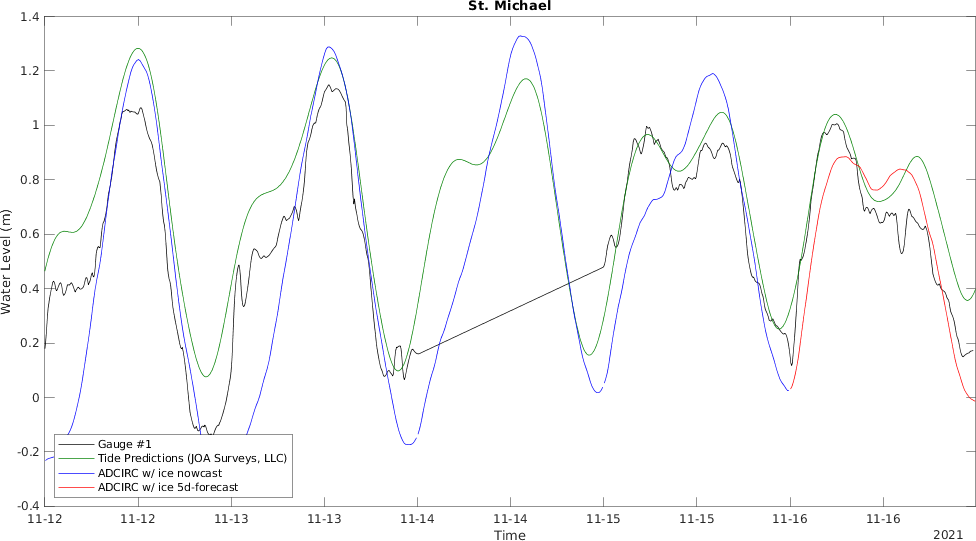 St. Michael
1.4
1.2
1
0.8
0.6
0.4
0.2
0
-0.2
-0.4
Water Level (m)
Gauge #1
Tide Predictions (JOA Surveys, LLC)
ADCIRC w/ ice nowcast
ADCIRC w/ ice 5d-forecast
11-12 11-12 11-13 11-13 11-14 11-14 11-15 11-15 11-16 11-16
Time
2021